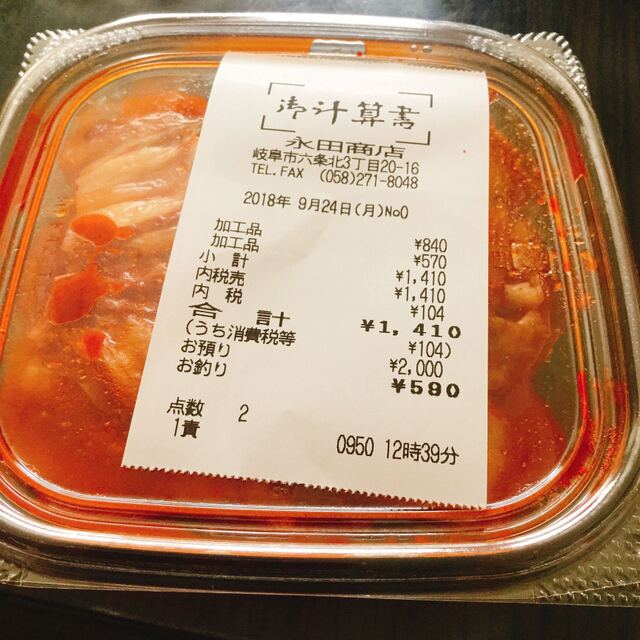 御計算書
永田商店
岐阜市六条北3丁目20-16
TEL.FAX (058)271-8048
2018年 9月24日(月)No0
加工品 ¥840
加工品 ¥570
小 計 ¥1,410
内税売 ¥1,410
内 税 ¥104
合 計 ¥1,410
(うち消費税等 ¥104)
お預り ¥2,000
お釣り ¥590
点数 2
1責 0950 12時39分